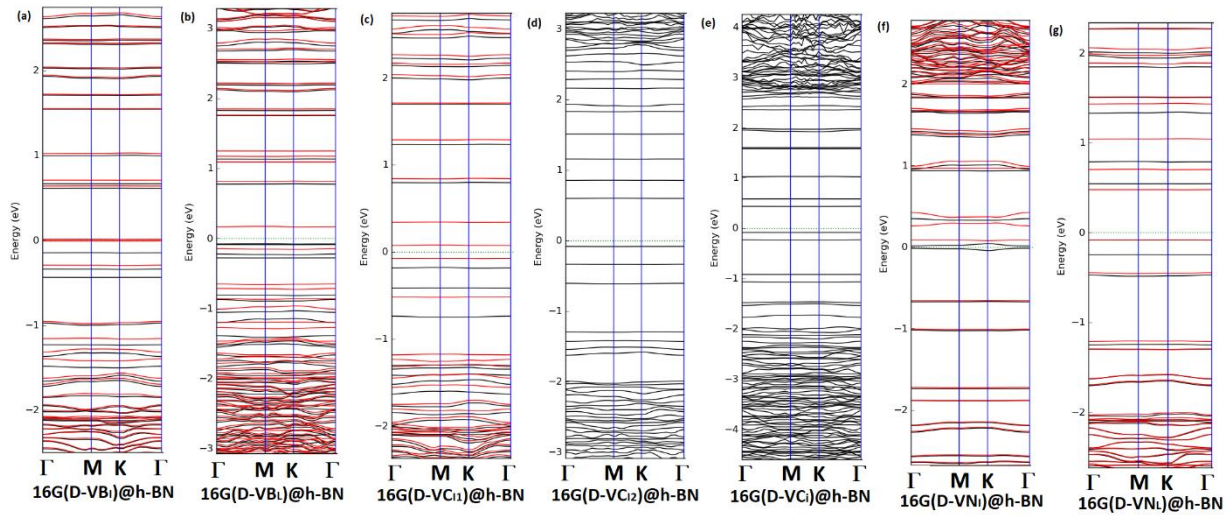 (a) (b) (c) (d) (e) (f) (g)
Energy (eV) Energy (eV) Energy (eV) Energy (eV) Energy (eV) Energy (eV) Energy (eV)
2 1 0 −1 −2
3 2 1 0 −1 −2 −3
2 1 0 −1 −2
3 2 1 0 −1 −2 −3
4 3 2 1 0 −1 −2 −3 −4
2 1 0 −1 −2
2 1 0 −1 −2
Γ M K Γ Γ M K Γ Γ M K Γ Γ M K Γ Γ M K Γ Γ M K Γ Γ M K Γ
16G(D-VBI)@h-BN 16G(D-VBL)@h-BN 16G(D-VCI1)@h-BN 16G(D-VCI2)@h-BN 16G(D-VCi)@h-BN 16G(D-VNI)@h-BN 16G(D-VNL)@h-BN